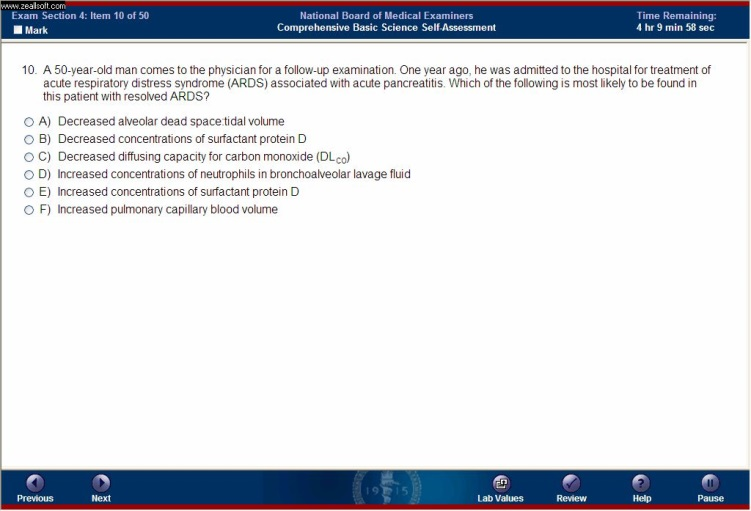 www.zeallsoft.com
Exam Section 4: Item 10 of 50
National Board of Medical Examiners
Time Remaining:
Mark
Comprehensive Basic Science Self-Assessment
4 hr 9 min 58 sec
10. A 50-year-old man comes to the physician for a follow-up examination. One year ago, he was admitted to the hospital for treatment of
acute respiratory distress syndrome (ARDS) associated with acute pancreatitis. Which of the following is most likely to be found in
this patient with resolved ARDS?
A) Decreased alveolar dead space:tidal volume
B) Decreased concentrations of surfactant protein D
C) Decreased diffusing capacity for carbon monoxide (DLCO)
D) Increased concentrations of neutrophils in bronchoalveolar lavage fluid
E) Increased concentrations of surfactant protein D
F) Increased pulmonary capillary blood volume
1915
Previous Next Lab Values Review Help Pause